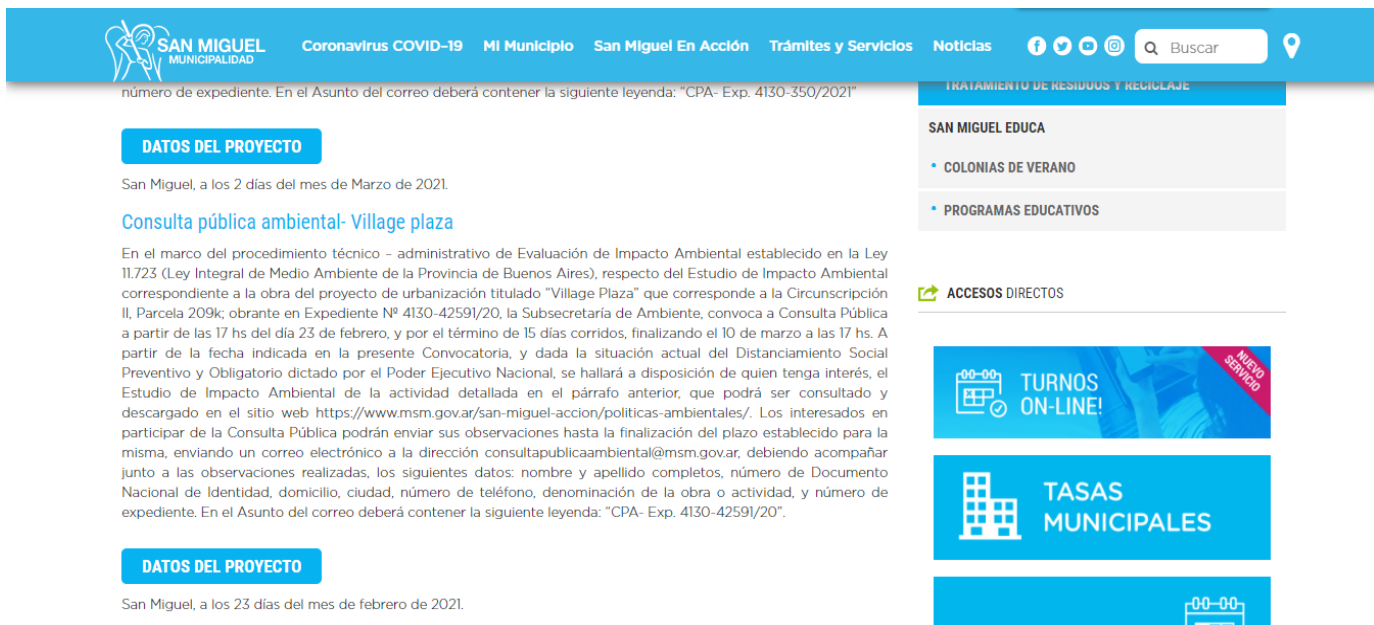 SAN MIGUEL
MUNICIPALIDAD
Coronavirus COVID-19 Mi Municipio San Miguel En Acción Trámites y Servicios Noticias Buscar
número de expediente. En el Asunto del correo deberá contener la siguiente leyenda: "CPA- Exp. 4130-350/2021"
DATOS DEL PROYECTO
San Miguel, a los 2 días del mes de Marzo de 2021.
Consulta pública ambiental- Village plaza
En el marco del procedimiento técnico – administrativo de Evaluación de Impacto Ambiental establecido en la Ley
11.723 (Ley Integral de Medio Ambiente de la Provincia de Buenos Aires), respecto del Estudio de Impacto Ambiental
correspondiente a la obra del proyecto de urbanización titulado "Village Plaza" que corresponde a la Circunscripción
II, Parcela 209k; obrante en Expediente Nº 4130-42591/20, la Subsecretaría de Ambiente, convoca a Consulta Pública
a partir de las 17 hs del día 23 de febrero, y por el término de 15 días corridos, finalizando el 10 de marzo a las 17 hs. A
partir de la fecha indicada en la presente Convocatoria, y dada la situación actual del Distanciamiento Social
Preventivo y Obligatorio dictado por el Poder Ejecutivo Nacional, se hallará a disposición de quien tenga interés, el
Estudio de Impacto Ambiental de la actividad detallada en el párrafo anterior, que podrá ser consultado y
descargado en el sitio web https://www.msm.gov.ar/san-miguel-accion/politicas-ambientales/. Los interesados en
participar de la Consulta Pública podrán enviar sus observaciones hasta la finalización del plazo establecido para la
misma, enviando un correo electrónico a la dirección consultapublicaambiental@msm.gov.ar, debiendo acompañar
junto a las observaciones realizadas, los siguientes datos: nombre y apellido completos, número de Documento
Nacional de Identidad, domicilio, ciudad, número de teléfono, denominación de la obra o actividad, y número de
expediente. En el Asunto del correo deberá contener la siguiente leyenda: "CPA- Exp. 4130-42591/20".
DATOS DEL PROYECTO
San Miguel, a los 23 días del mes de febrero de 2021.
TRATAMIENTO DE RESIDUOS Y RECICLAJE
SAN MIGUEL EDUCA
• COLONIAS DE VERANO
• PROGRAMAS EDUCATIVOS
ACCESOS DIRECTOS
NUEVO
SERVICIO
TURNOS
ON-LINE!
TASAS
MUNICIPALES